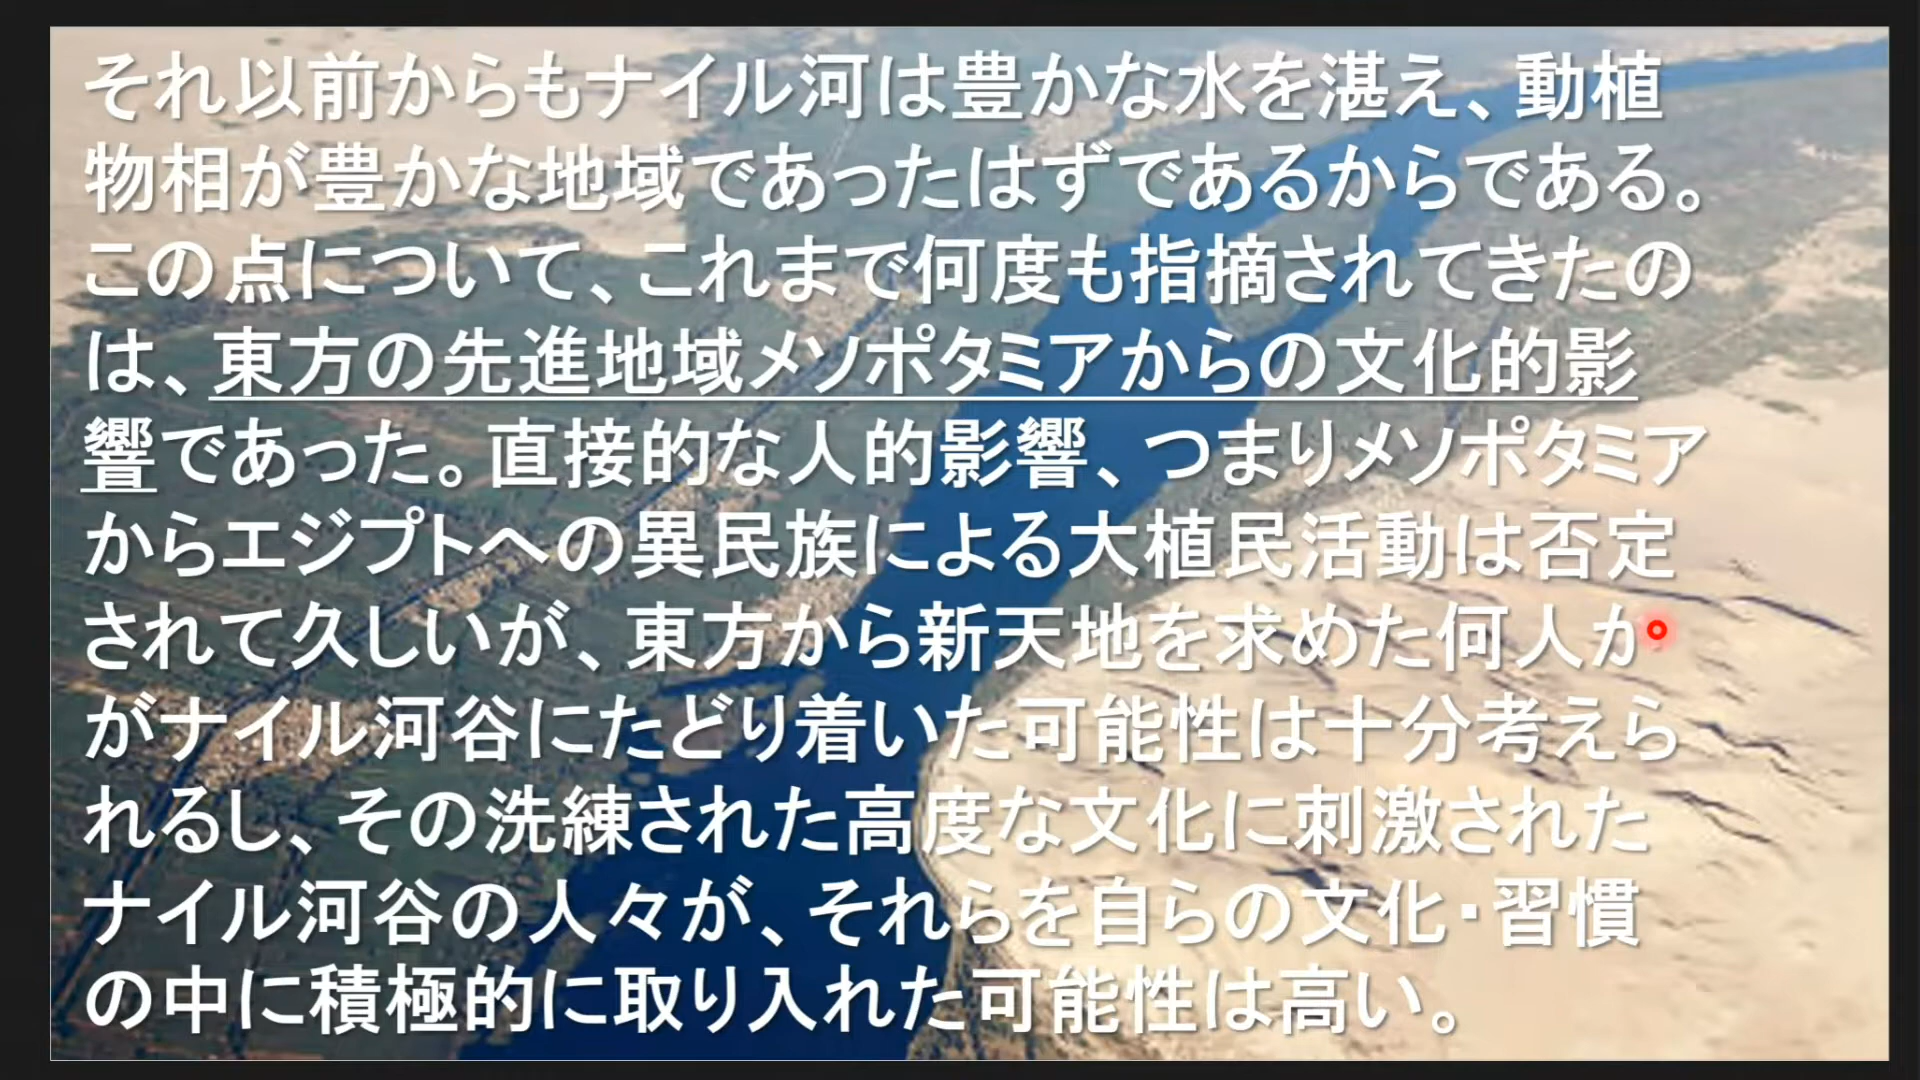 それ以前からもナイル河は豊かな水を湛え、動植
物相が豊かな地域であったはずであるからである。
この点について、これまで何度も指摘されてきたの
は、東方の先進地域メソポタミアからの文化的影
響であった。直接的な人的影響、つまりメソポタミア
からエジプトへの異民族による大植民活動は否定
されて久しいが、東方から新天地を求めた何人か
がナイル河谷にたどり着いた可能性は十分考えら
れるし、その洗練された高度な文化に刺激された
ナイル河谷の人々が、それらを自らの文化・習慣
の中に積極的に取り入れた可能性は高い。